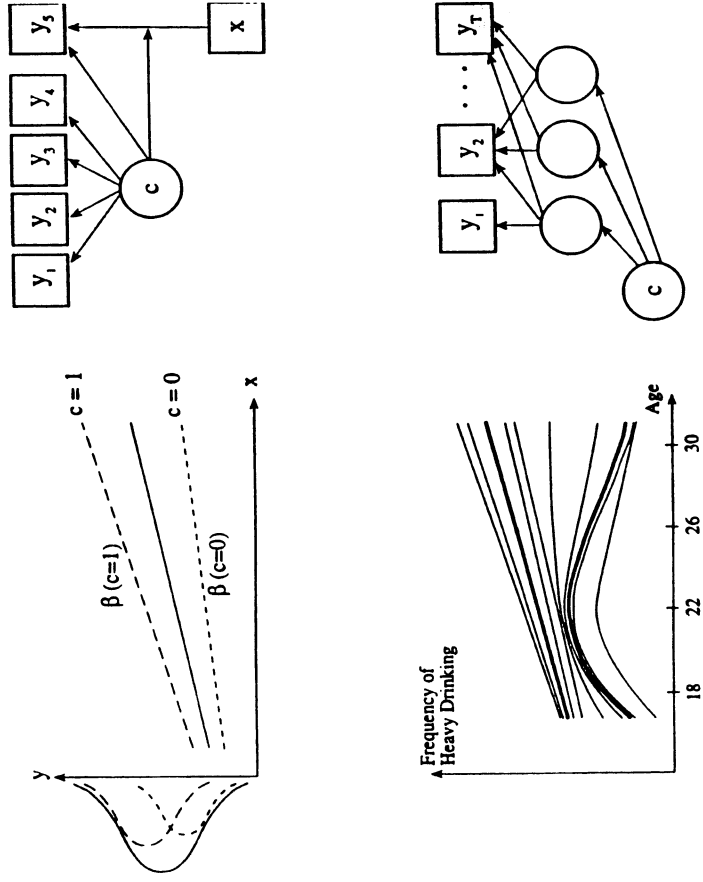 y
c = 1
β (c=1)
c = 0
β (c=0)
x
y₁ y₂ y₃ y₄ y₅
c
x
Frequency of
Heavy Drinking
18 22 26 30
Age
y₁ y₂ . . . . y_T
c